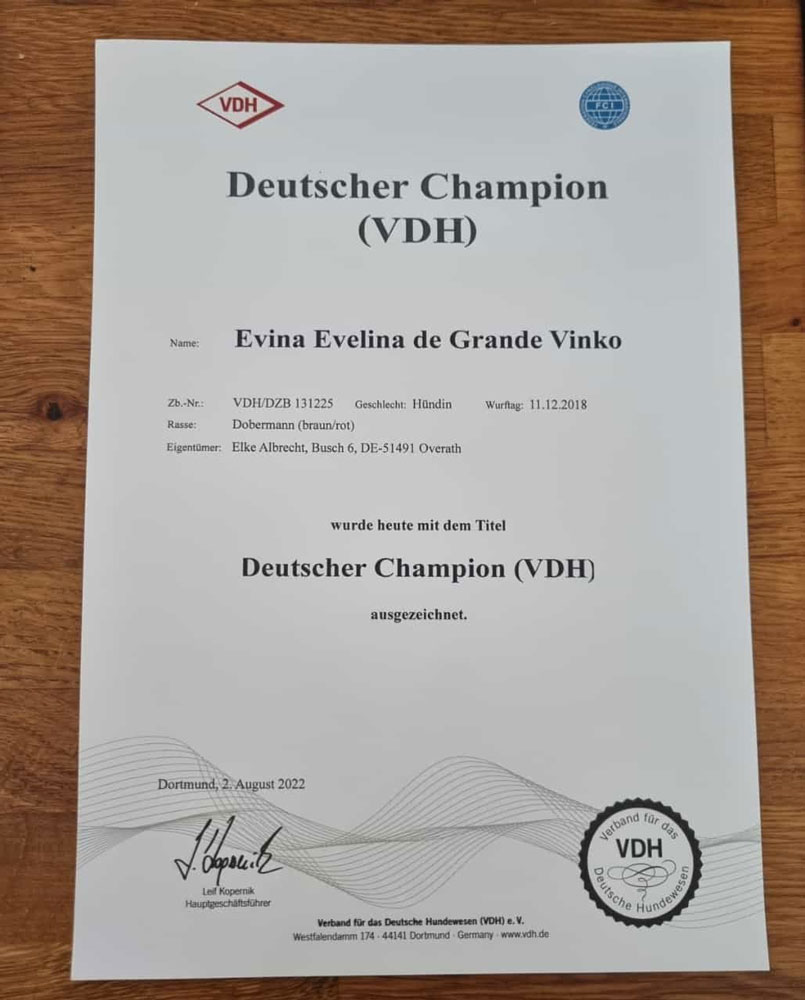 VDH
FCI
Deutscher Champion
(VDH)
Name: Evina Evelina de Grande Vinko
Zb.-Nr.: VDH/DZB 131225 Geschlecht: Hündin Wurftag: 11.12.2018
Rasse: Dobermann (braun/rot)
Eigentümer: Elke Albrecht, Busch 6, DE-51491 Overath
wurde heute mit dem Titel
Deutscher Champion (VDH)
ausgezeichnet.
Dortmund, 2. August 2022
Leif Kopernik
Hauptgeschäftsführer
Verband für das
VDH
Deutsche Hundewesen
Verband für das Deutsche Hundewesen (VDH) e. V.
Westfalendamm 174 · 44141 Dortmund · Germany · www.vdh.de